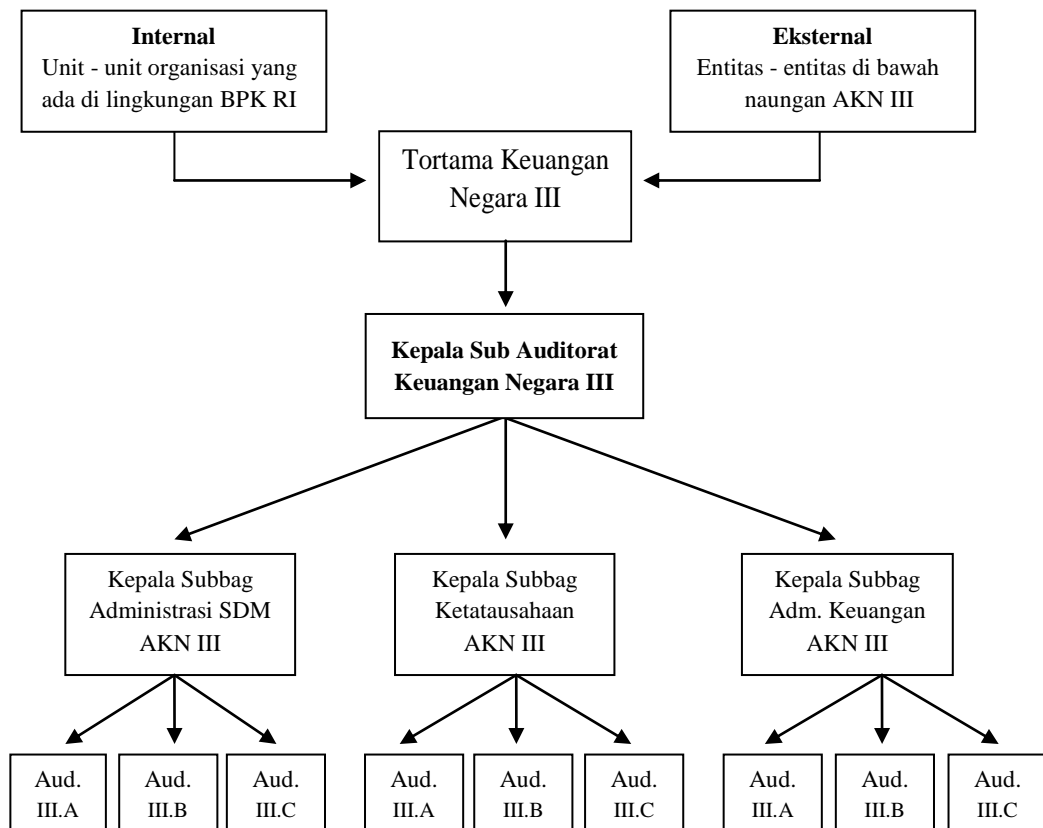 Internal
Unit - unit organisasi yang
ada di lingkungan BPK RI
Eksternal
Entitas - entitas di bawah
naungan AKN III
Tortama Keuangan
Negara III
Kepala Sub Auditorat
Keuangan Negara III
Kepala Subbag
Administrasi SDM
AKN III
Kepala Subbag
Ketatausahaan
AKN III
Kepala Subbag
Adm. Keuangan
AKN III
Aud.
III.A
Aud.
III.B
Aud.
III.C
Aud.
III.A
Aud.
III.B
Aud.
III.C
Aud.
III.A
Aud.
III.B
Aud.
III.C